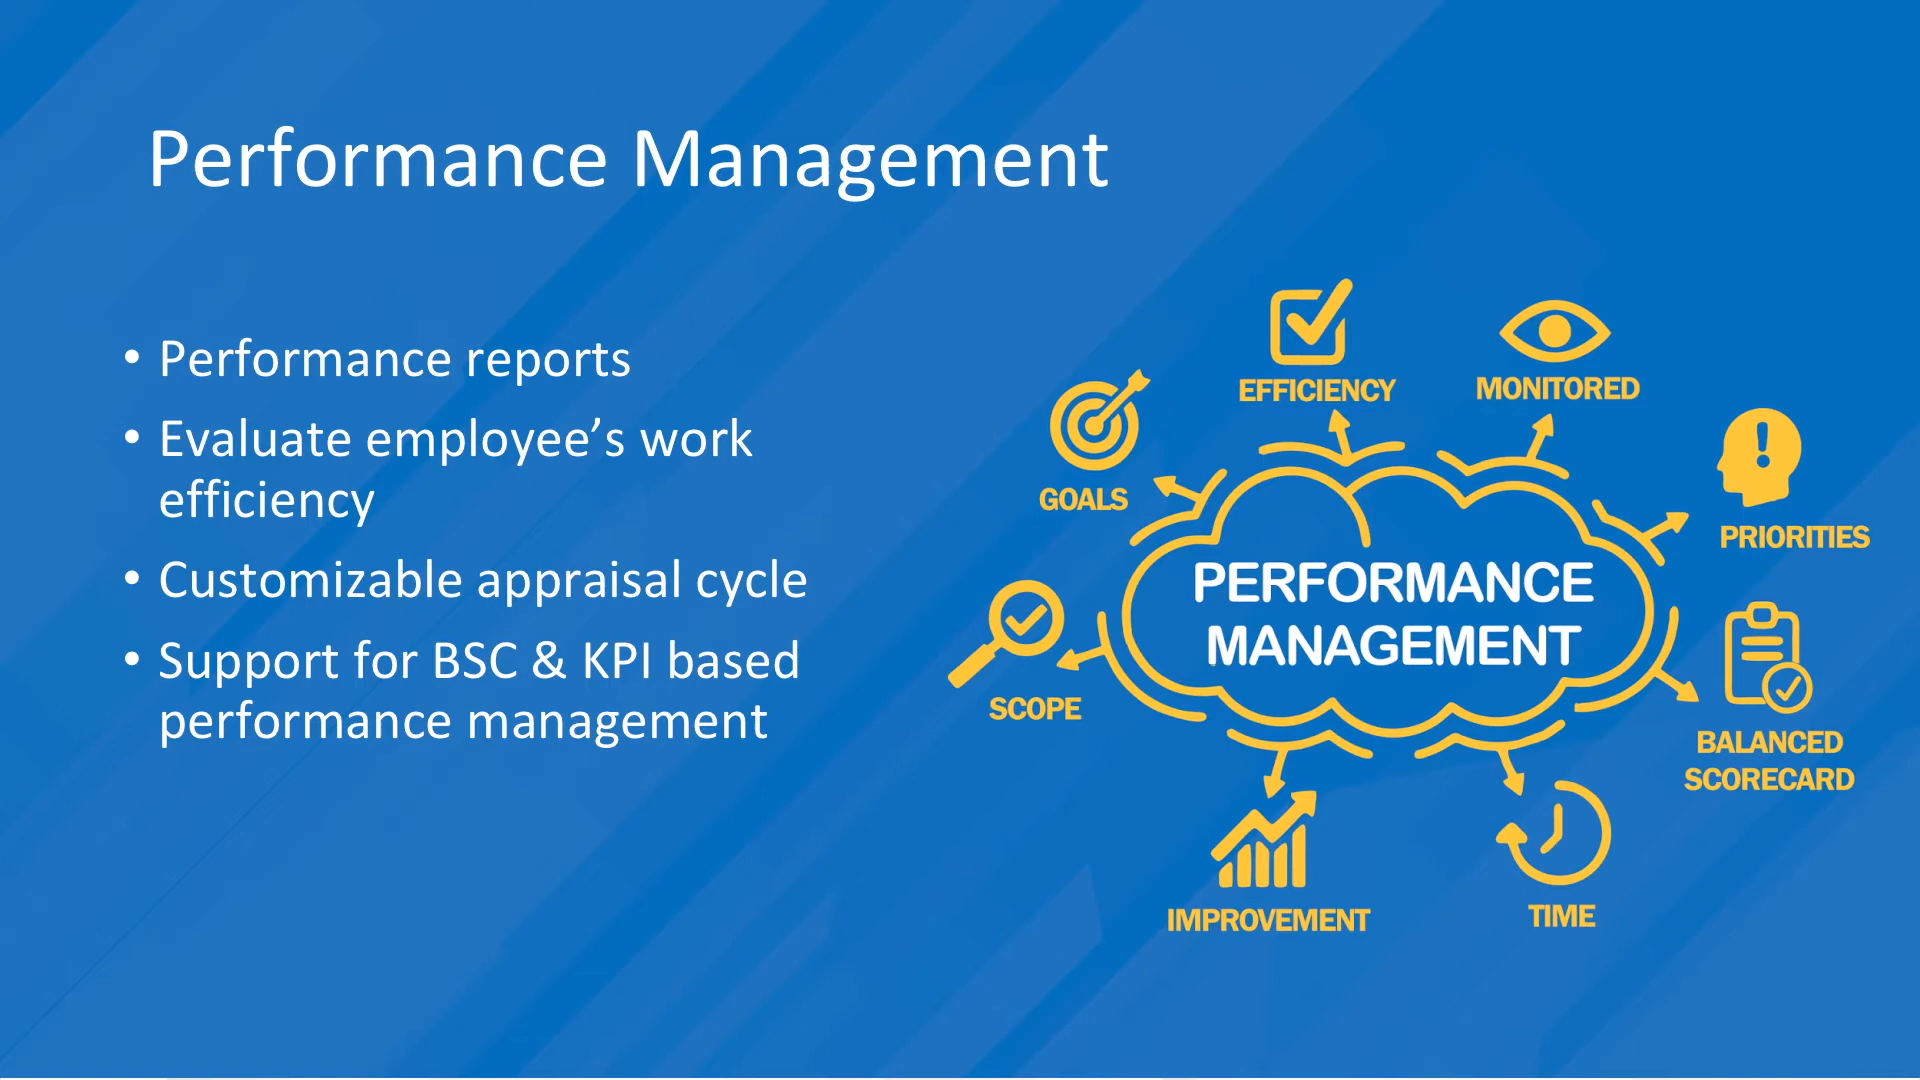 Performance Management
• Performance reports
• Evaluate employee’s work
efficiency
• Customizable appraisal cycle
• Support for BSC & KPI based
performance management
EFFICIENCY
MONITORED
GOALS
PRIORITIES
PERFORMANCE
MANAGEMENT
SCOPE
BALANCED
SCORECARD
IMPROVEMENT
TIME